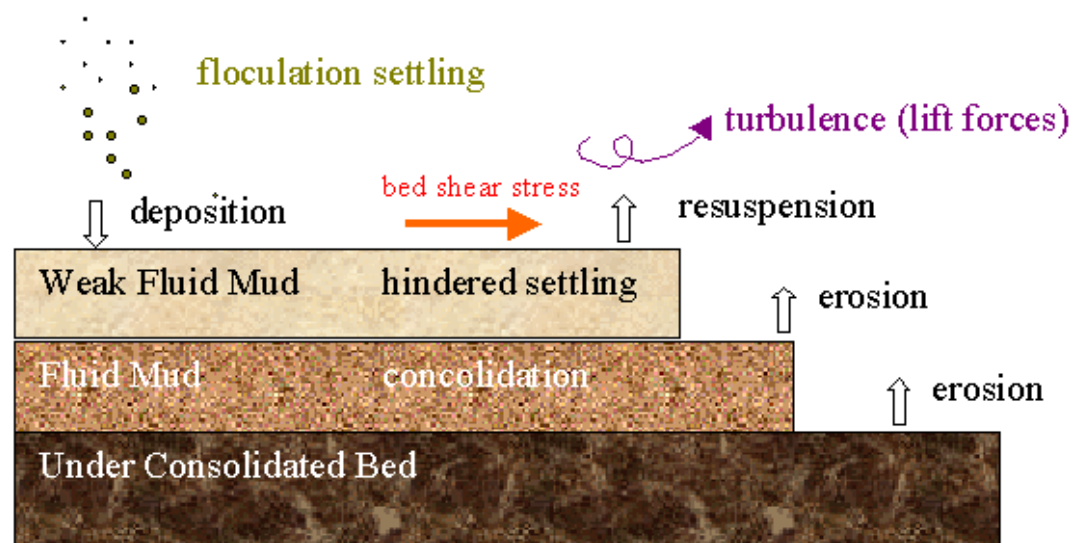 floculation settling
turbulence (lift forces)
bed shear stress
deposition
resuspension
Weak Fluid Mud hindered settling
erosion
Fluid Mud concolidation
erosion
Under Consolidated Bed